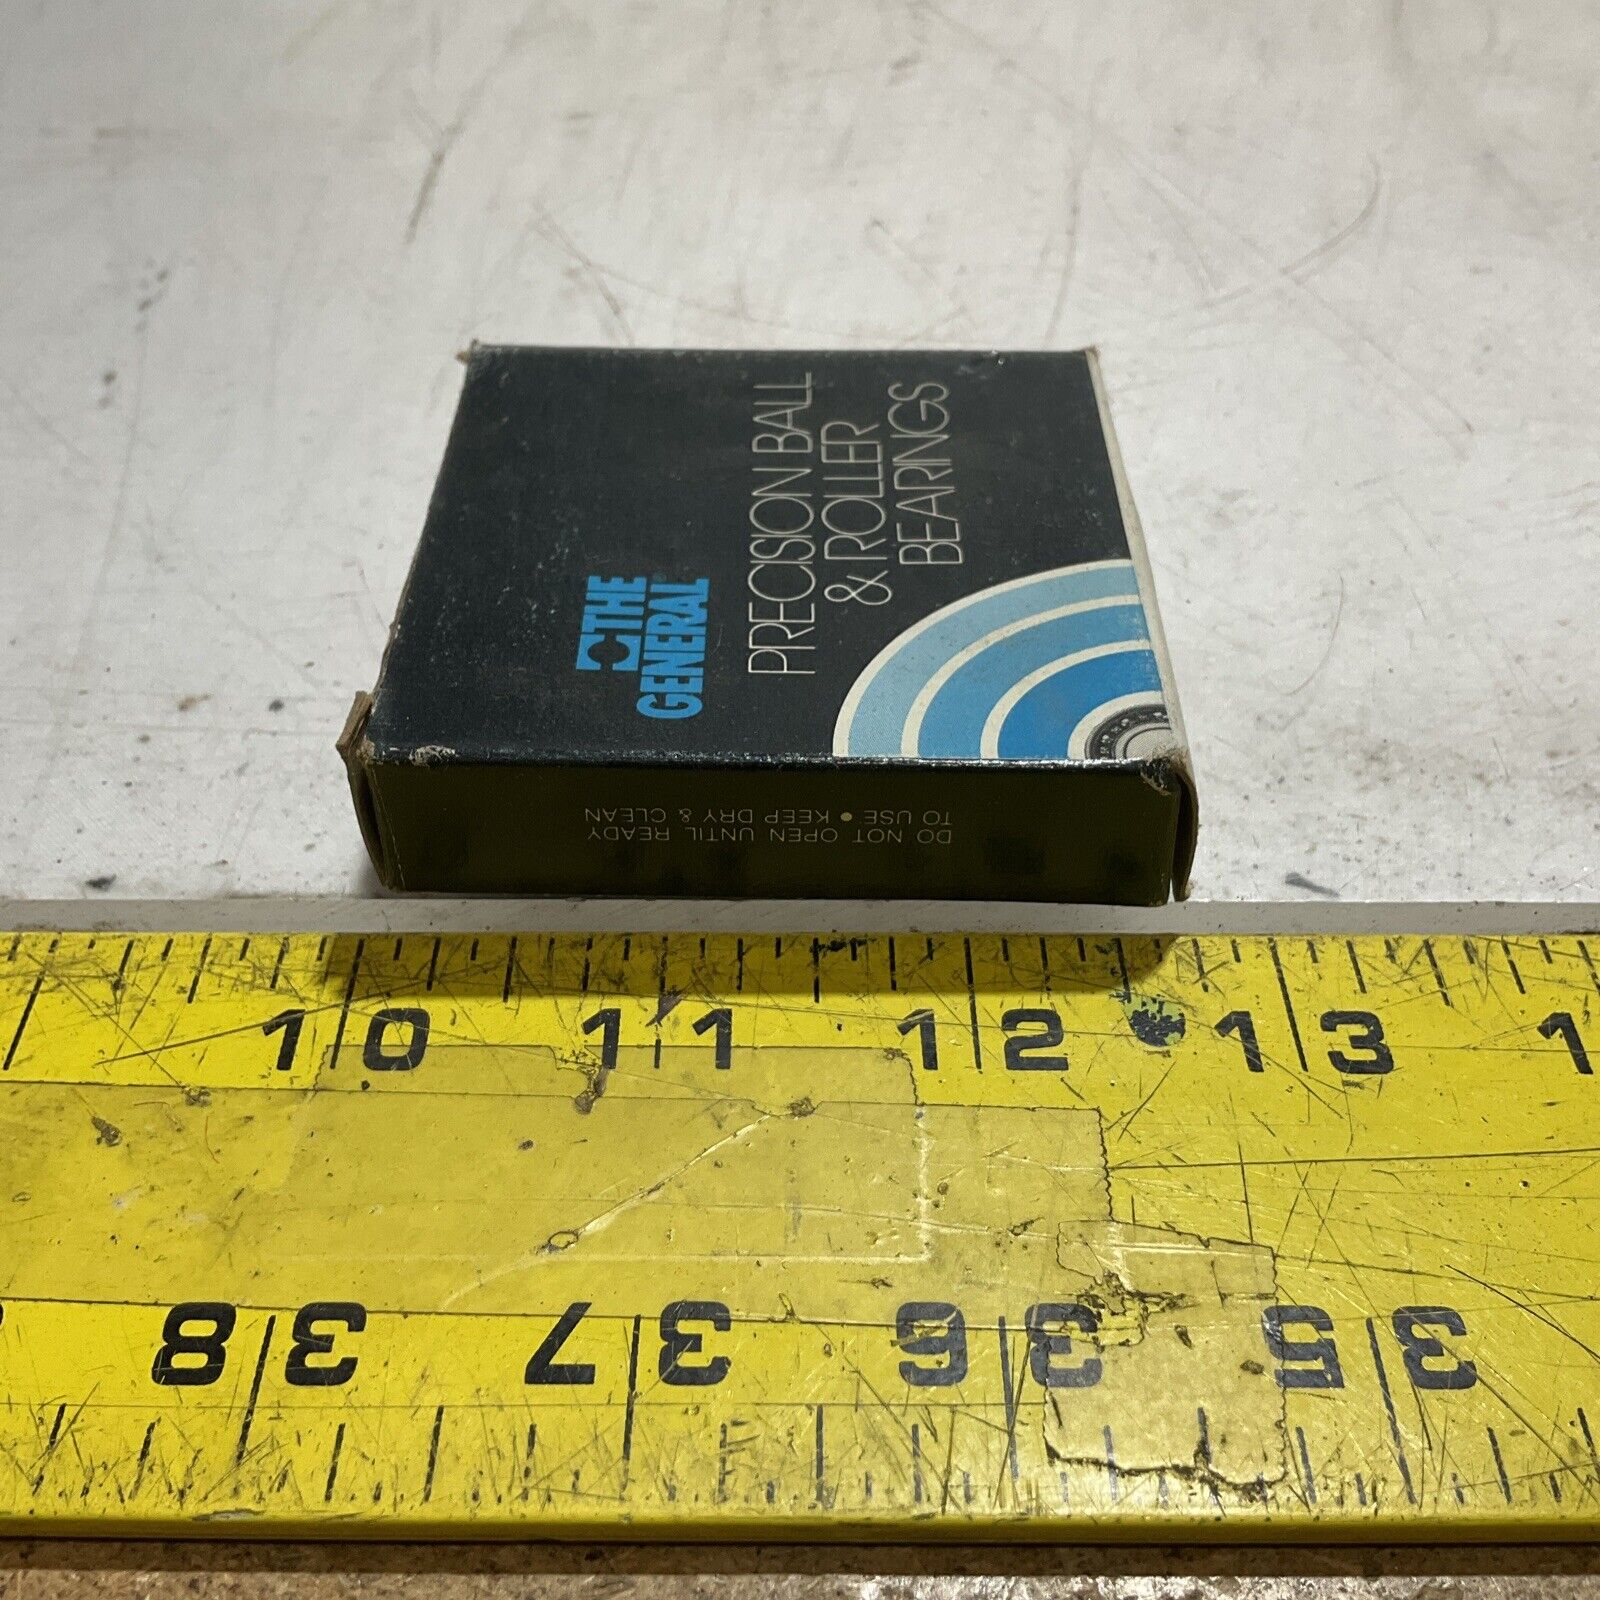 THE
GENERAL®
PRECISION BALL
& ROLLER
BEARINGS
DO NOT OPEN UNTIL READY
TO USE • KEEP DRY & CLEAN
10 11 12 13 1
38 37 36 35